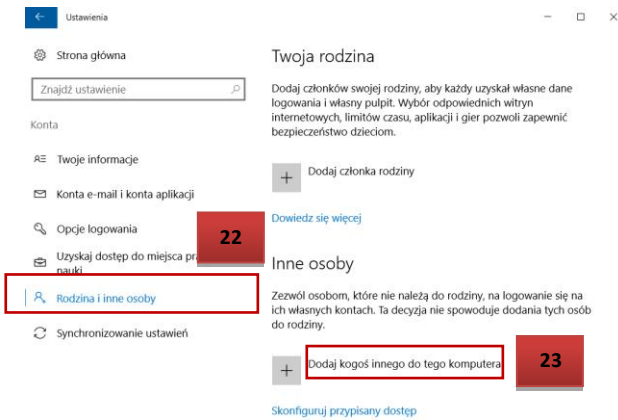 Ustawienia
Strona główna
Znajdź ustawienie
Konta
Twoje informacje
Konta e-mail i konta aplikacji
Opcje logowania
Uzyskaj dostęp do miejsca
nauki
Rodzina i inne osoby
Synchronizowanie ustawień
22
Twoja rodzina
Dodaj członków swojej rodziny, aby każdy uzyskał własne dane
logowania i własny pulpit. Wybór odpowiednich witryn
internetowych, limitów czasu, aplikacji i gier pozwoli zapewnić
bezpieczeństwo dzieciom.
Dodaj członka rodziny
Dowiedz się więcej
Inne osoby
Zezwól osobom, które nie należą do rodziny, na logowanie się na
ich własnych kontach. Ta decyzja nie spowoduje dodania tych osób
do rodziny.
Dodaj kogoś innego do tego komputera
23
Skonfiguruj przypisany dostęp